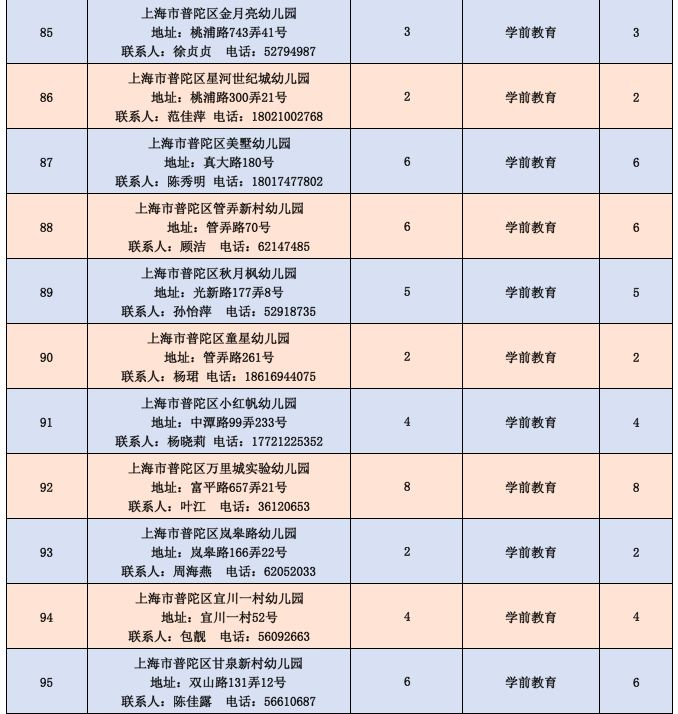 85
上海市普陀区金月亮幼儿园
地址：桃浦路743弄41号
联系人：徐贞贞 电话：52794987
3
学前教育
3
86
上海市普陀区星河世纪城幼儿园
地址：桃浦路300弄21号
联系人：范佳萍 电话：18021002768
2
学前教育
2
87
上海市普陀区美墅幼儿园
地址：真大路180号
联系人：陈秀明 电话：18017477802
6
学前教育
6
88
上海市普陀区管弄新村幼儿园
地址：管弄路70号
联系人：顾洁 电话：62147485
6
学前教育
6
89
上海市普陀区秋月枫幼儿园
地址：光新路177弄8号
联系人：孙怡萍 电话：52918735
5
学前教育
5
90
上海市普陀区童星幼儿园
地址：管弄路261号
联系人：杨珺 电话：18616944075
2
学前教育
2
91
上海市普陀区小红帆幼儿园
地址：中潭路99弄233号
联系人：杨晓莉 电话：17721225352
4
学前教育
4
92
上海市普陀区万里城实验幼儿园
地址：富平路657弄21号
联系人：叶江 电话：36120653
8
学前教育
8
93
上海市普陀区岚皋路幼儿园
地址：岚皋路166弄22号
联系人：周海燕 电话：62052033
2
学前教育
2
94
上海市普陀区宜川一村幼儿园
地址：宜川一村52号
联系人：包靓 电话：56092663
4
学前教育
4
95
上海市普陀区甘泉新村幼儿园
地址：双山路131弄12号
联系人：陈佳露 电话：56610687
6
学前教育
6